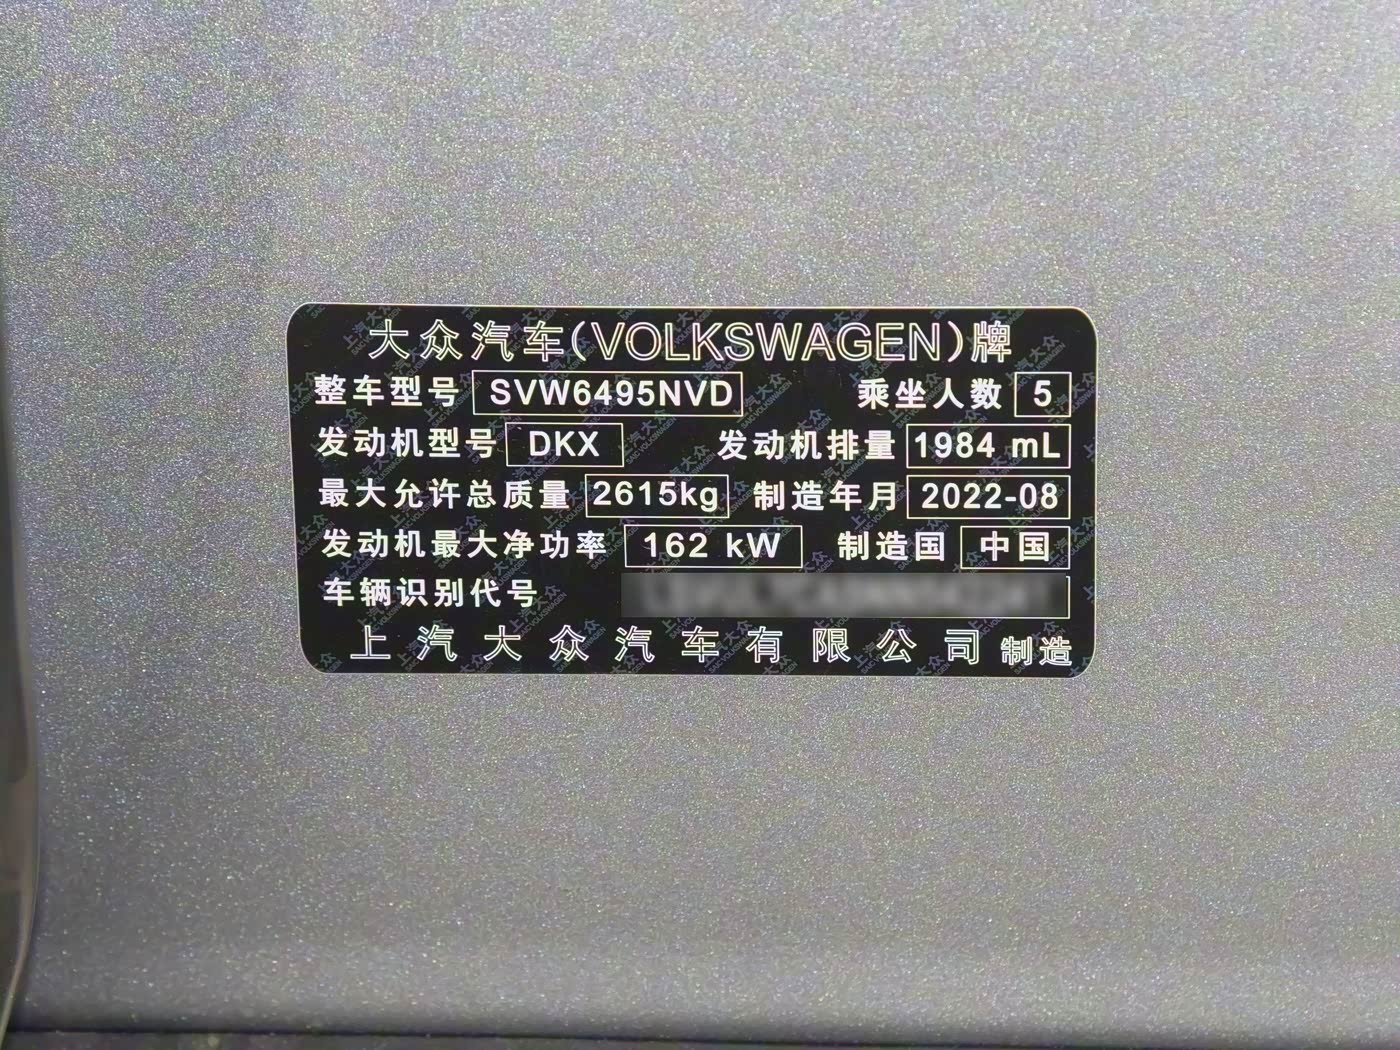 大众汽车(VOLKSWAGEN)牌
整车型号 SVW6495NVD 乘坐人数 5
发动机型号 DKX 发动机排量 1984 mL
最大允许总质量 2615kg 制造年月 2022-08
发动机最大净功率 162 kW 制造国 中国
车辆识别代号
上汽大众汽车有限公司 制造